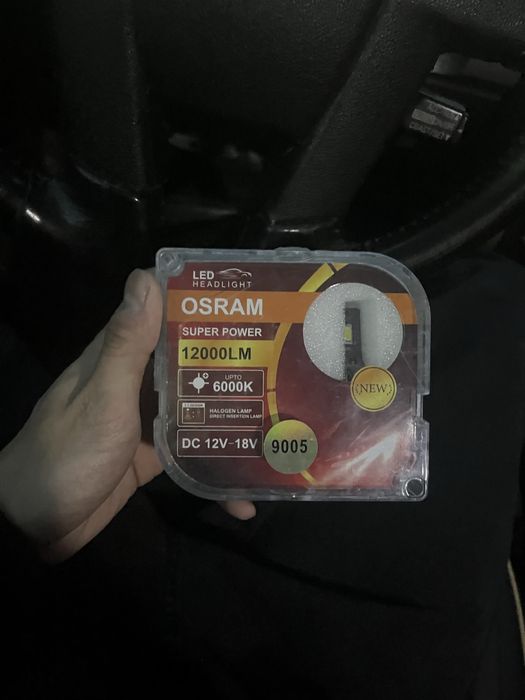 LED
HEADLIGHT
OSRAM
SUPER POWER
12000LM
UPTO
6000K
HALOGEN LAMP
DIRECT INSERTION LAMP
DC 12V-18V
9005
NEW